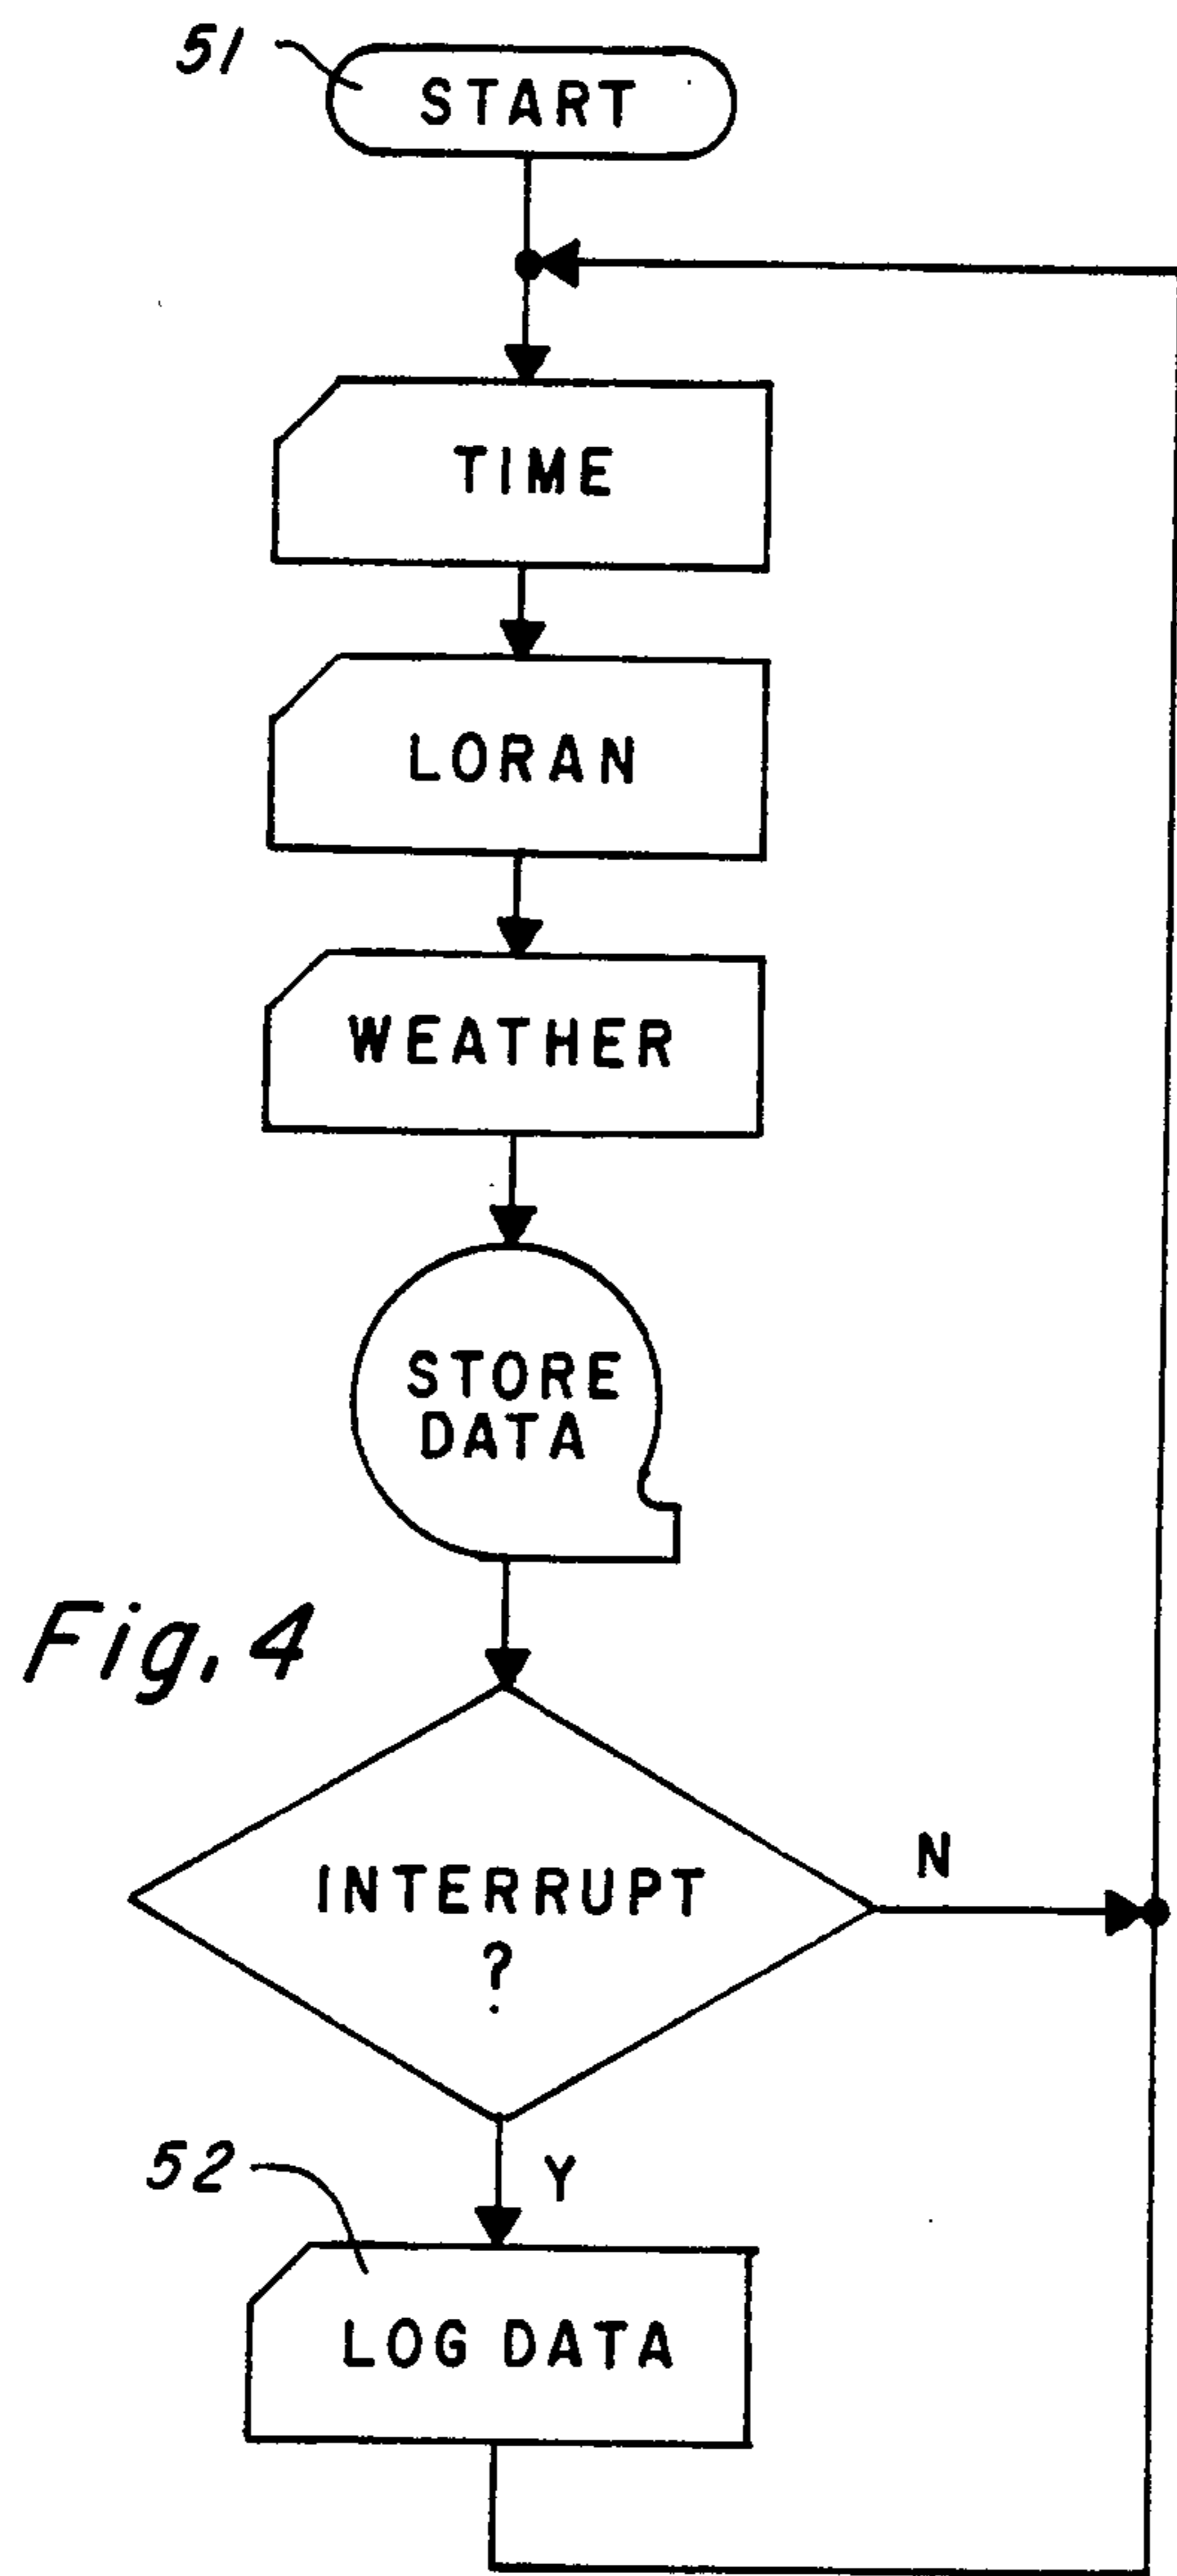 51
START
TIME
LORAN
WEATHER
STORE
DATA
Fig. 4
INTERRUPT
?
N
Y
52
LOG DATA